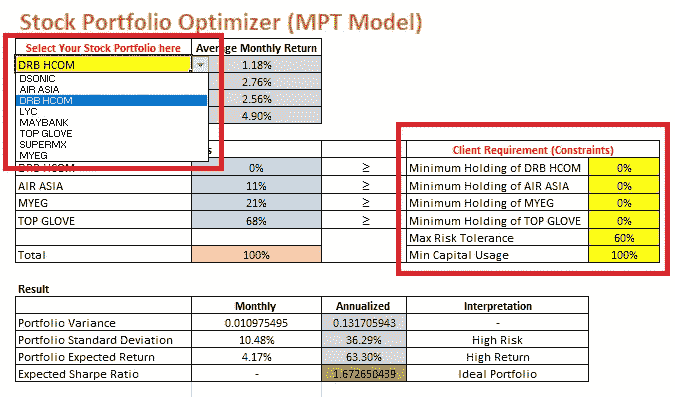 Stock Portfolio Optimizer (MPT Model)
Select Your Stock Portfolio here Average Monthly Return
DRB HCOM 1.18%
DSONIC
AIR ASIA 2.76%
DRB HCOM 2.56%
LYC
MAYBANK 4.90%
TOP GLOVE
SUPERMX
MYEG
Client Requirement (Constraints)
DRB HCOM 0% ≥ Minimum Holding of DRB HCOM 0%
AIR ASIA 11% ≥ Minimum Holding of AIR ASIA 0%
MYEG 21% ≥ Minimum Holding of MYEG 0%
TOP GLOVE 68% ≥ Minimum Holding of TOP GLOVE 0%
Max Risk Tolerance 60%
Total 100% Min Capital Usage 100%
Result
Monthly Annualized Interpretation
Portfolio Variance 0.010975495 0.131705943 -
Portfolio Standard Deviation 10.48% 36.29% High Risk
Portfolio Expected Return 4.17% 63.30% High Return
Expected Sharpe Ratio - 1.672650439 Ideal Portfolio